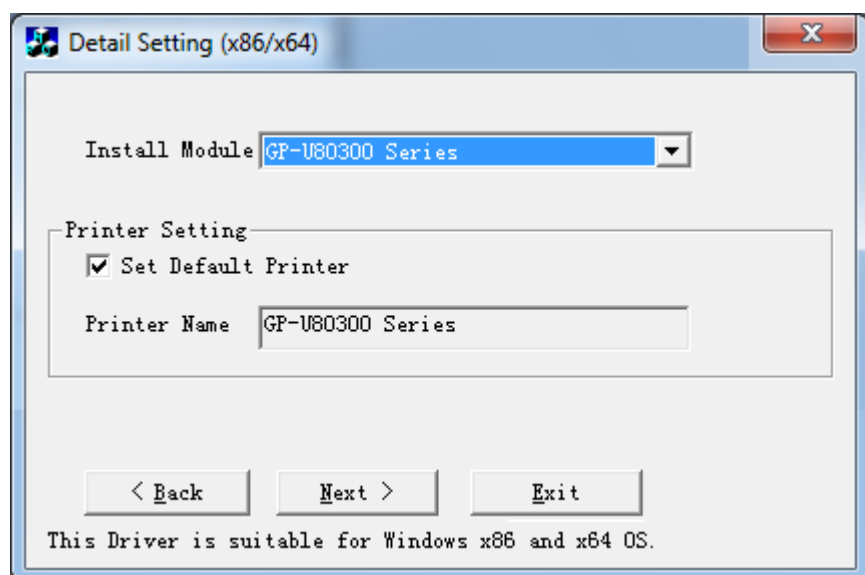 Detail Setting (x86/x64)
Install Module GP-U80300 Series
Printer Setting
Set Default Printer
Printer Name GP-U80300 Series
< Back Next > Exit
This Driver is suitable for Windows x86 and x64 OS.